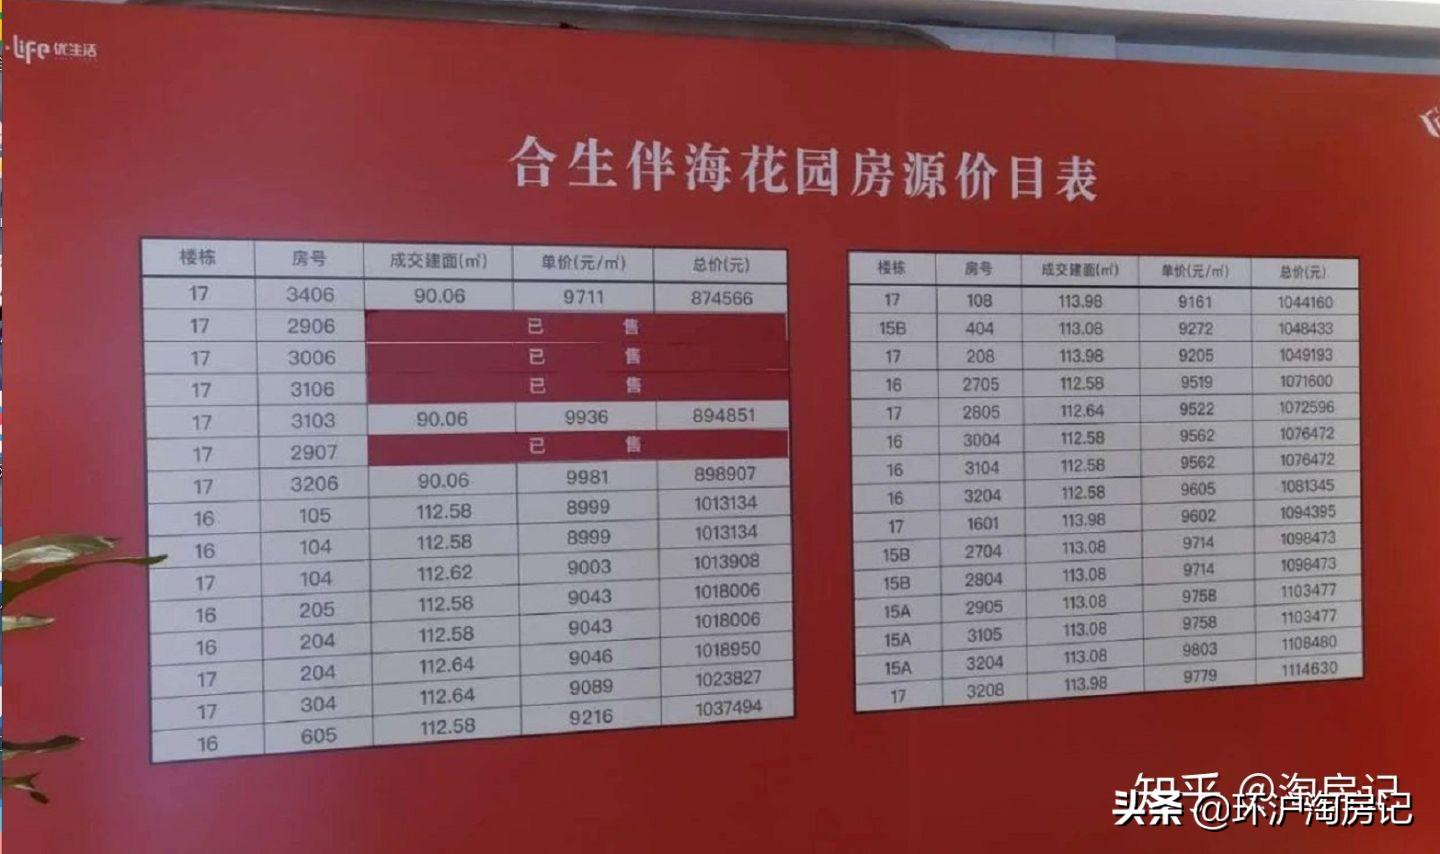 life 优生活
合生伴海花园房源价目表
楼栋 房号 成交建面(㎡) 单价(元/㎡) 总价(元)
17 3406 90.06 9711 874566
17 2906 已 售
17 3006 已 售
17 3106 已 售
17 3103 90.06 9936 894851
17 2907 已 售
17 3206 90.06 9981 898907
16 105 112.58 8999 1013134
16 104 112.58 8999 1013134
17 104 112.62 9003 1013908
16 205 112.58 9043 1018006
16 204 112.58 9043 1018006
17 204 112.64 9046 1018950
17 304 112.64 9089 1023827
16 605 112.58 9216 1037494
楼栋 房号 成交建面(㎡) 单价(元/㎡) 总价(元)
17 108 113.98 9161 1044160
15B 404 113.08 9272 1048433
17 208 113.98 9205 1049193
16 2705 112.58 9519 1071600
17 2805 112.64 9522 1072596
16 3004 112.58 9562 1076472
16 3104 112.58 9562 1076472
16 3204 112.58 9605 1081345
17 1601 113.98 9602 1094395
15B 2704 113.08 9714 1098473
15B 2804 113.08 9714 1098473
15A 2905 113.08 9758 1103477
15A 3105 113.08 9758 1103477
15A 3204 113.08 9803 1108480
17 3208 113.98 9779 1114630
知乎 @淘房记
头条 @环沪淘房记